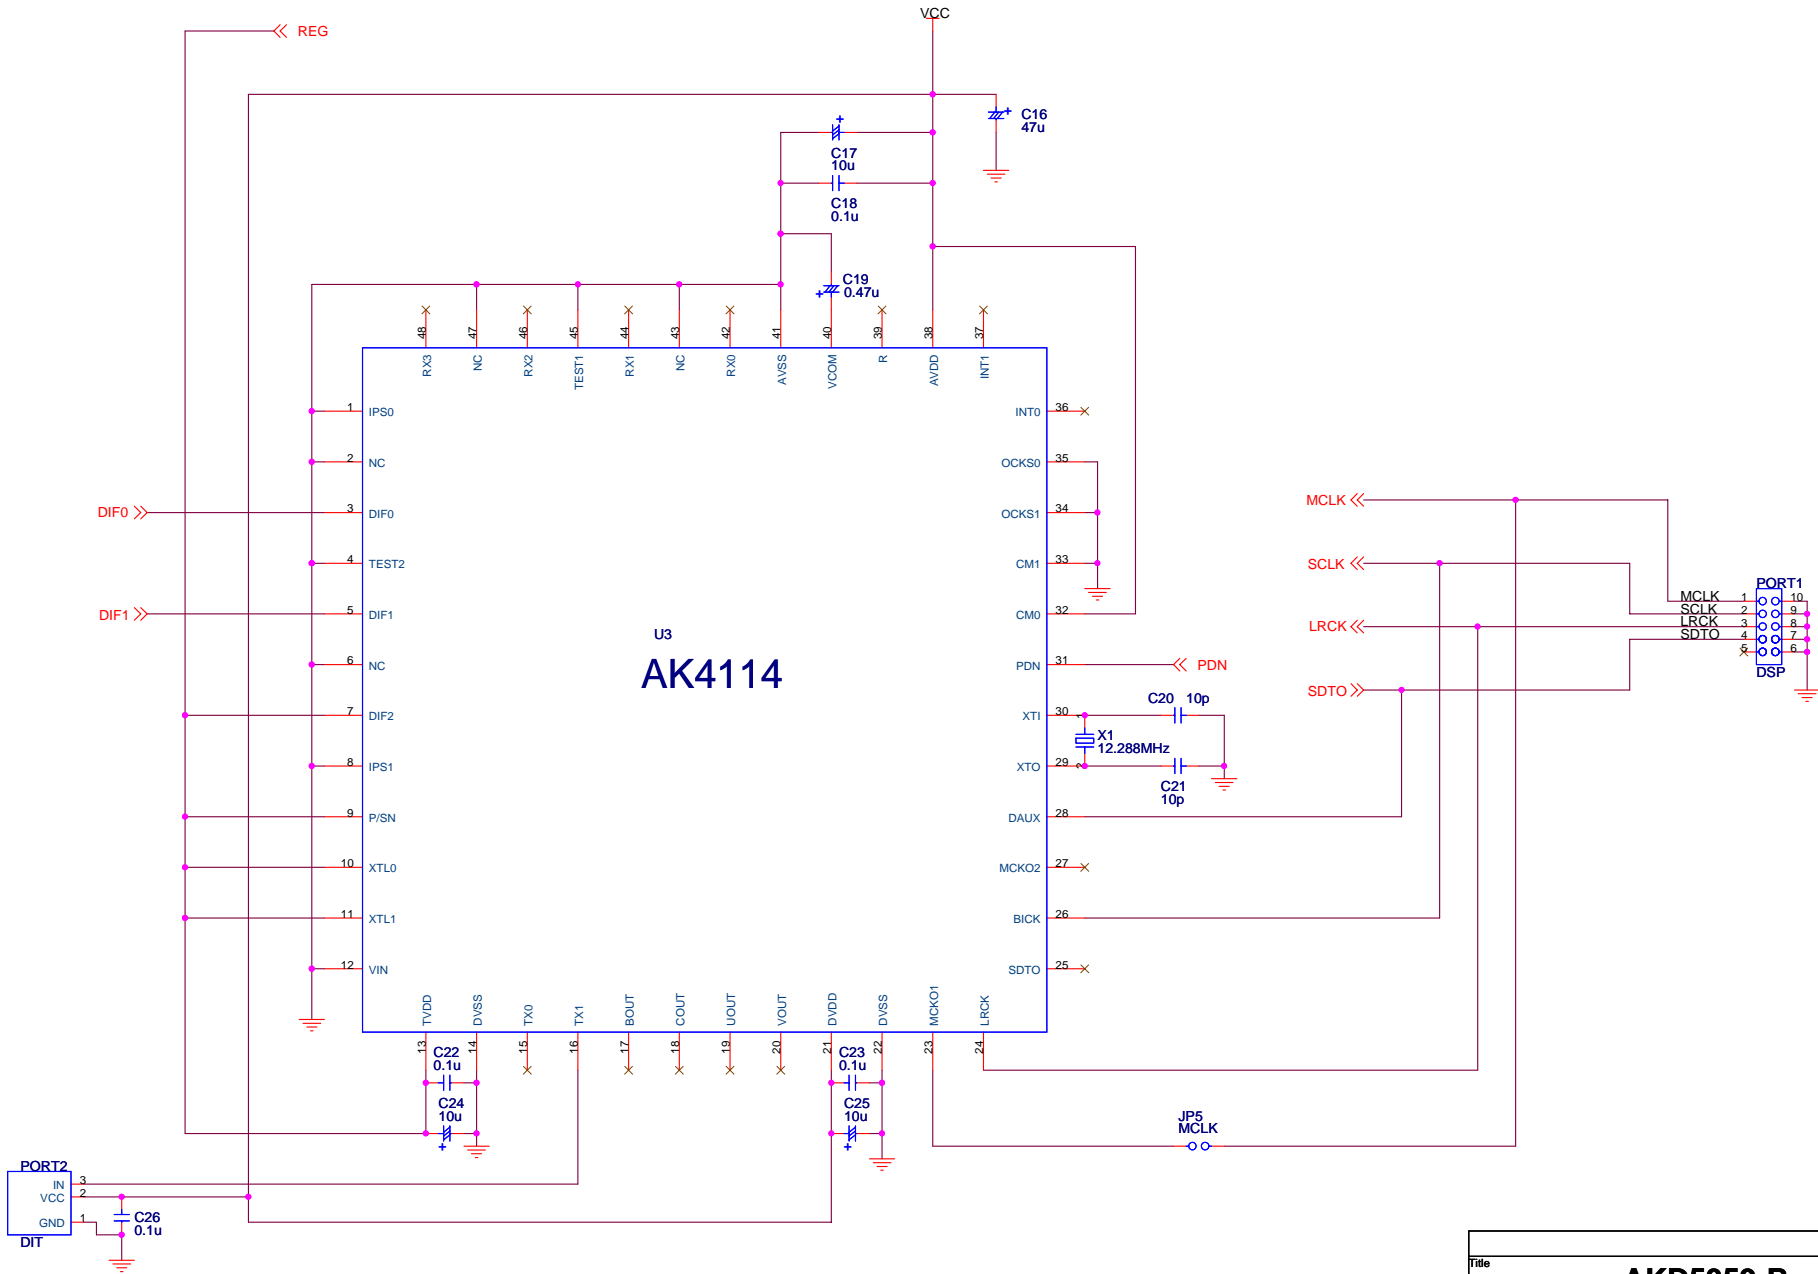 VCC
REG
C16
47u
C17
10u
C18
0.1u
C19
0.47u
48
47
46
45
44
43
42
41
40
39
38
37
RX3
NC
RX2
TEST1
RX1
NC
RX0
AVSS
VCOM
R
AVDD
INT1
1 IPS0
2 NC
DIF0 3 DIF0
4 TEST2
DIF1 5 DIF1
6 NC
7 DIF2
8 IPS1
9 P/SN
10 XTL0
11 XTL1
12 VIN
U3
AK4114
INT0 36
OCKS0 35
OCKS1 34
CM1 33
CM0 32
PDN 31 PDN
XTI 30 1
XTO 29 2
DAUX 28
MCKO2 27
BICK 26
SDTO 25
C20 10p
X1
12.288MHz
C21
10p
MCLK
SCLK
LRCK
SDTO
PORT1
MCLK 1 10
SCLK 2 9
LRCK 3 8
SDTO 4 7
5 6
DSP
TVDD
DVSS
TX0
TX1
BOUT
COUT
UOUT
VOUT
DVDD
DVSS
MCKO1
LRCK
13
14
15
16
17
18
19
20
21
22
23
24
C22
0.1u
C24
10u
C23
0.1u
C25
10u
JP5
MCLK
PORT2
IN 3
VCC 2
GND 1
DIT
C26
0.1u
Title